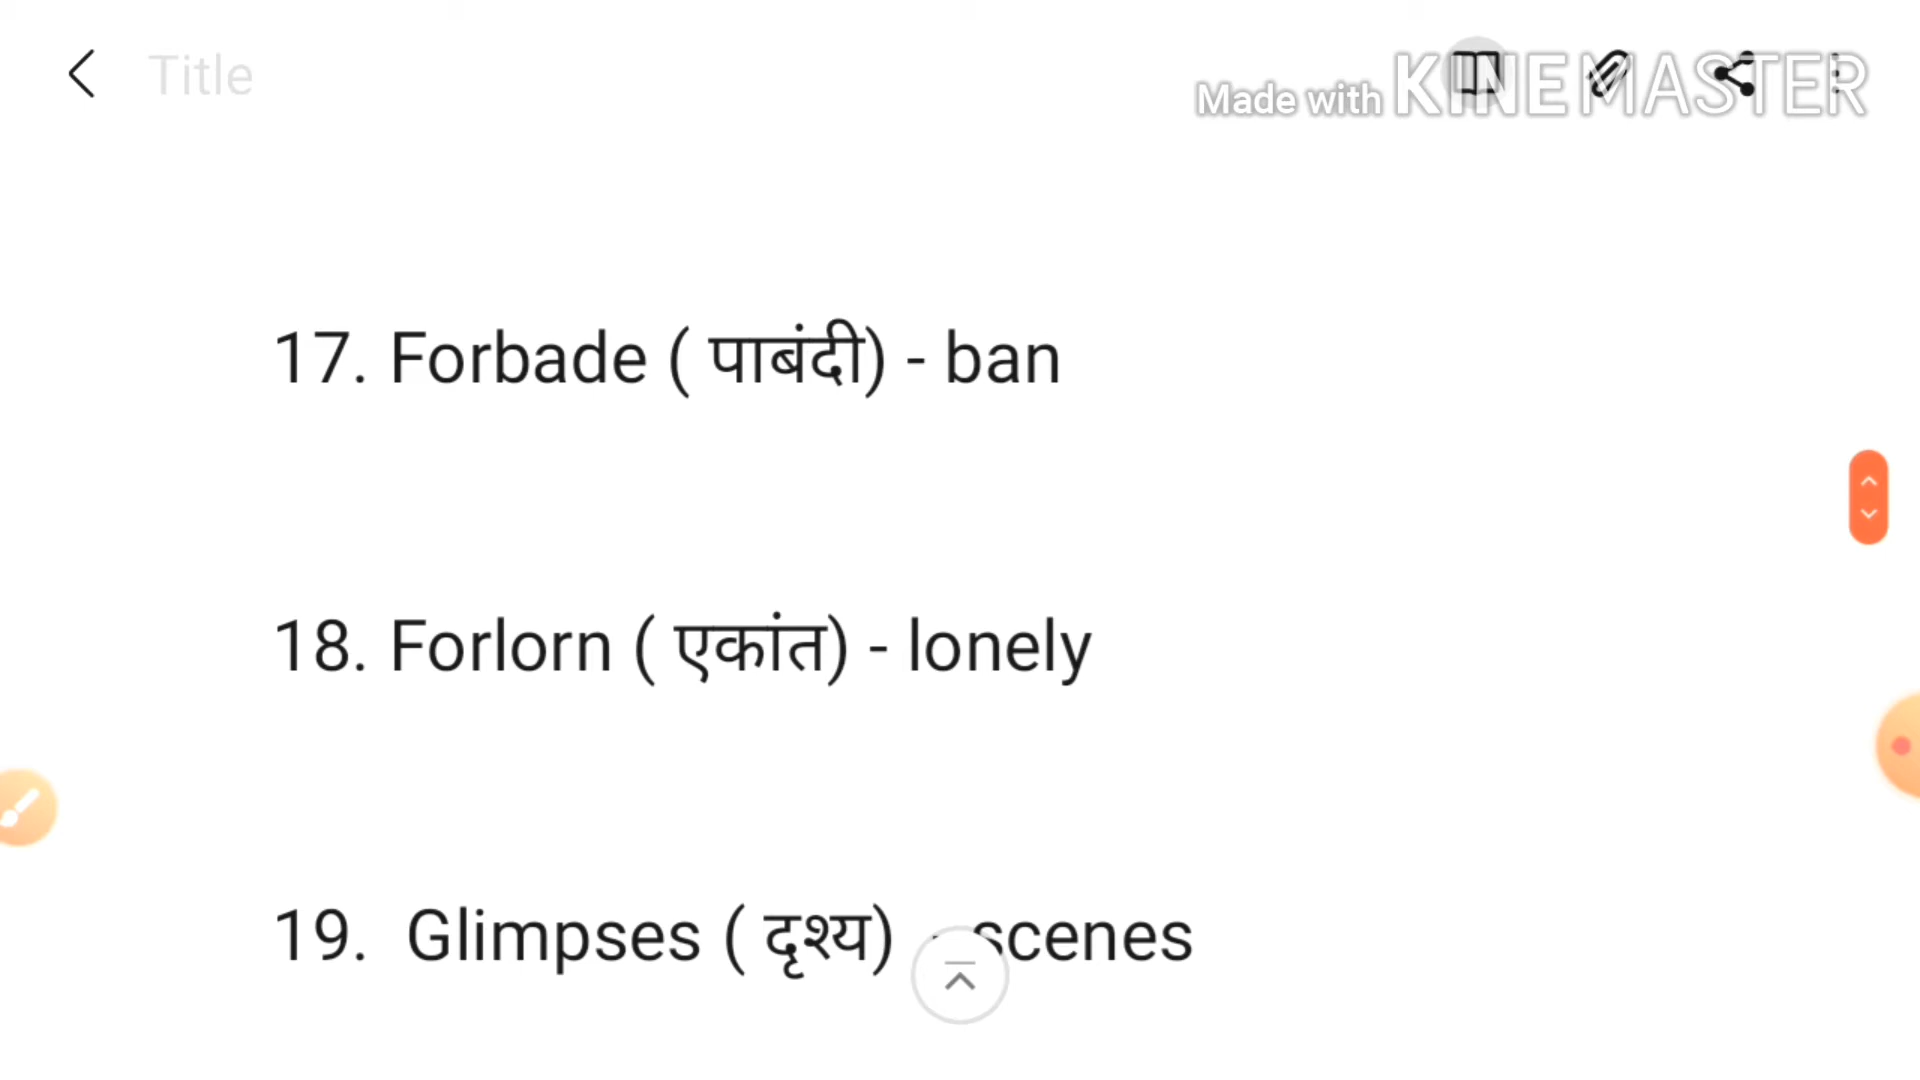 Title
Made with KINEMASTER
17. Forbade ( पाबंदी) - ban
18. Forlorn ( एकांत) - lonely
19. Glimpses ( दृश्य) - scenes